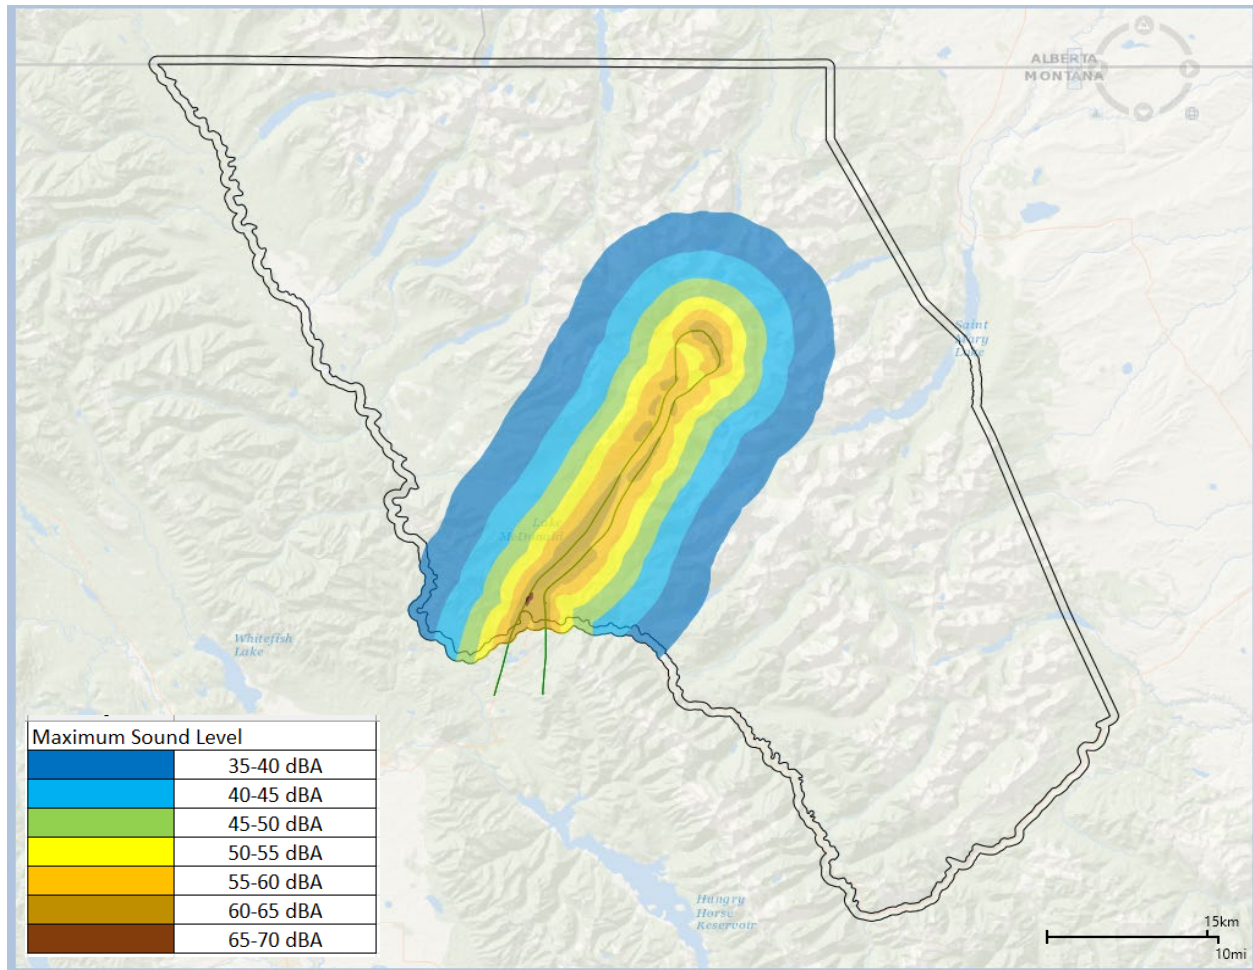 ALBERTA
MONTANA
Saint
Mary
Lake
Lake
McDonald
Whitefish
Lake
Maximum Sound Level
35-40 dBA
40-45 dBA
45-50 dBA
50-55 dBA
55-60 dBA
60-65 dBA
65-70 dBA
Hungry
Horse
Reservoir
15km
10mi